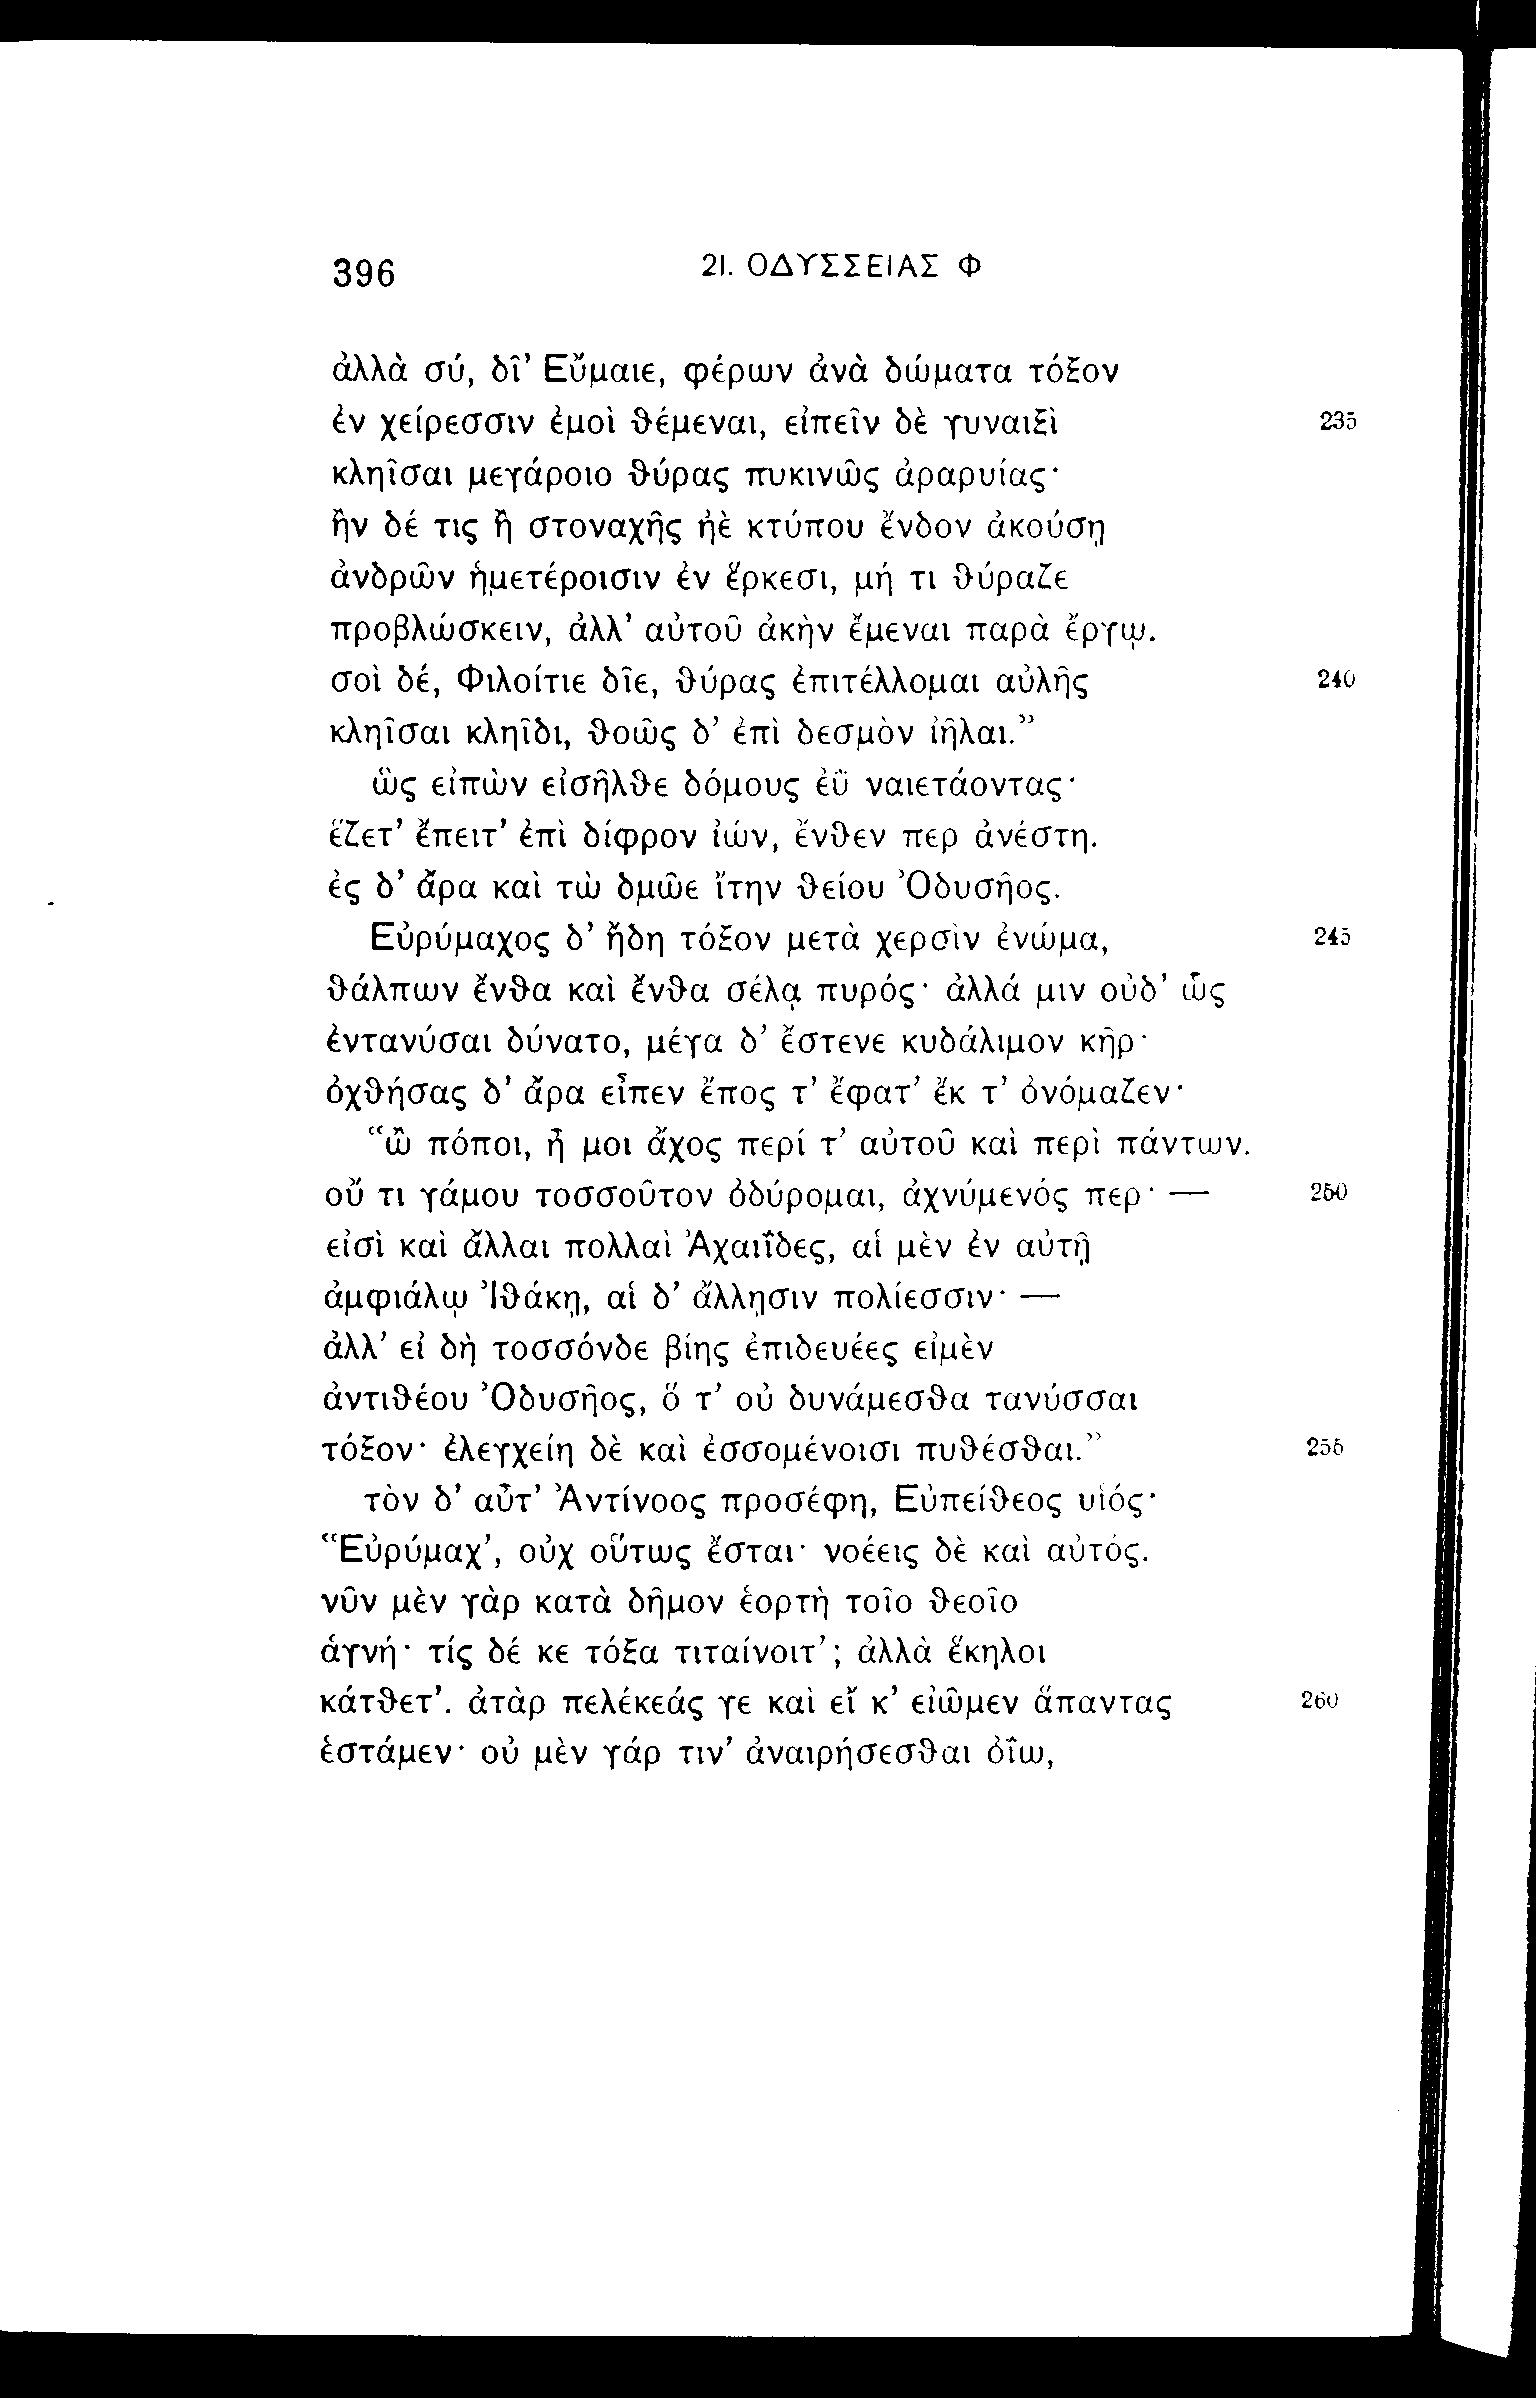 396
21. ΟΔΥΣΣΕΙΑΣ Φ
ἀλλὰ σύ, δῖ’ Εὔμαιε, φέρων ἀνὰ δώματα τόξον
ἐν χείρεσσιν ἐμοὶ θέμεναι, εἰπεῖν δὲ γυναιξὶ 235
κληῖσαι μεγάροιο θύρας πυκινῶς ἀραρυίας·
ἢν δέ τις ἢ στοναχῆς ἠὲ κτύπου ἔνδον ἀκούσῃ
ἀνδρῶν ἡμετέροισιν ἐν ἕρκεσι, μή τι θύραζε
προβλώσκειν, ἀλλ’ αὐτοῦ ἀκὴν ἔμεναι παρὰ ἔργῳ.
σοὶ δέ, Φιλοίτιε δῖε, θύρας ἐπιτέλλομαι αὐλῆς 240
κληῖσαι κληῖδι, θοῶς δ’ ἐπὶ δεσμὸν ἰῆλαι.”
ὣς εἰπὼν εἰσῆλθε δόμους ἐῢ ναιετάοντας·
ἕζετ’ ἔπειτ’ ἐπὶ δίφρον ἰών, ἔνθεν περ ἀνέστη.
ἐς δ’ ἄρα καὶ τὼ δμῶε ἴτην θείου Ὀδυσῆος.
Εὐρύμαχος δ’ ἤδη τόξον μετὰ χερσὶν ἐνώμα, 245
θάλπων ἔνθα καὶ ἔνθα σέλᾳ πυρός· ἀλλά μιν οὐδ’ ὧς
ἐντανύσαι δύνατο, μέγα δ’ ἔστενε κυδάλιμον κῆρ·
ὀχθήσας δ’ ἄρα εἶπεν ἔπος τ’ ἔφατ’ ἔκ τ’ ὀνόμαζεν·
“ὢ πόποι, ἦ μοι ἄχος περί τ’ αὐτοῦ καὶ περὶ πάντων.
οὔ τι γάμου τοσσοῦτον ὀδύρομαι, ἀχνύμενός περ· — 250
εἰσὶ καὶ ἄλλαι πολλαὶ Ἀχαιΐδες, αἱ μὲν ἐν αὐτῇ
ἀμφιάλῳ Ἰθάκῃ, αἱ δ’ ἄλλῃσιν πολίεσσιν· —
ἀλλ’ εἰ δὴ τοσσόνδε βίης ἐπιδευέες εἰμὲν
ἀντιθέου Ὀδυσῆος, ὅ τ’ οὐ δυνάμεσθα τανύσσαι
τόξον· ἐλεγχείη δὲ καὶ ἐσσομένοισι πυθέσθαι.” 255
τὸν δ’ αὖτ’ Ἀντίνοος προσέφη, Εὐπείθεος υἱός·
“Εὐρύμαχ’, οὐχ οὕτως ἔσται· νοέεις δὲ καὶ αὐτός.
νῦν μὲν γὰρ κατὰ δῆμον ἑορτὴ τοῖο θεοῖο
ἁγνή· τίς δέ κε τόξα τιταίνοιτ’; ἀλλὰ ἕκηλοι
κάτθετ’. ἀτὰρ πελέκεάς γε καὶ εἴ κ’ εἰῶμεν ἅπαντας 260
ἑστάμεν· οὐ μὲν γάρ τιν’ ἀναιρήσεσθαι ὀΐω,